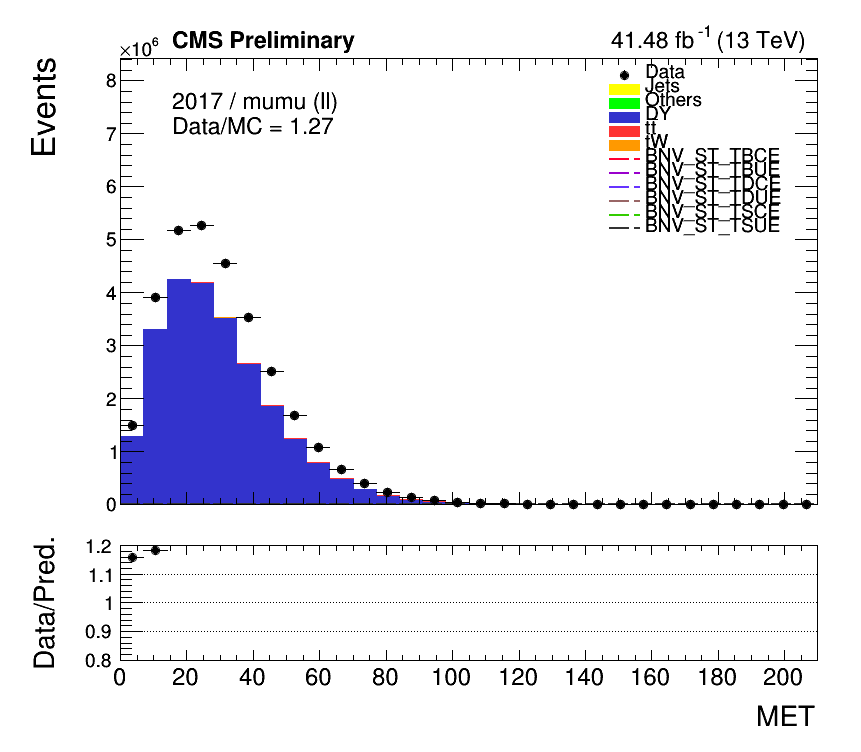 ×10⁶ CMS Preliminary 41.48 fb⁻¹ (13 TeV)
Events
8
7
6
5
4
3
2
1
0
2017 / mumu (ll)
Data/MC = 1.27
Data
Jets
Others
DY
tt
tW
BNV_ST_TBCE
BNV_ST_TBUE
BNV_ST_TDCE
BNV_ST_TDUE
BNV_ST_TSCE
BNV_ST_TSUE
Data/Pred.
1.2
1.1
1
0.9
0.8
0 20 40 60 80 100 120 140 160 180 200
MET